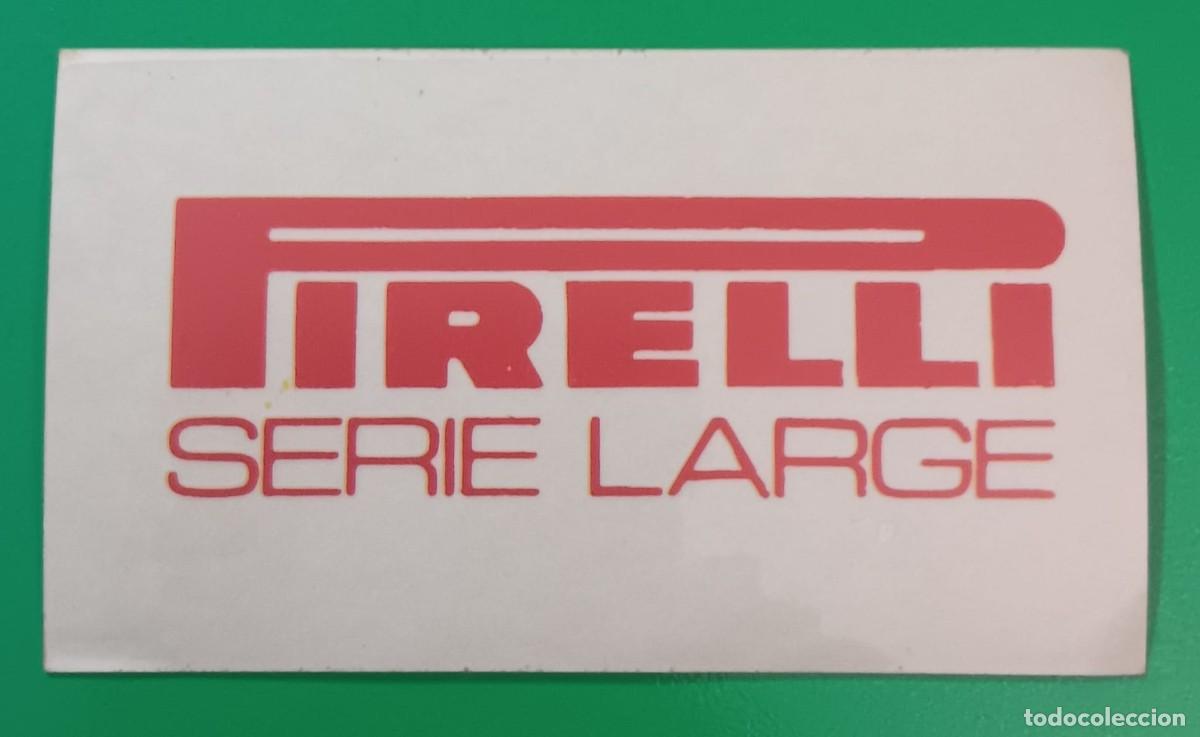 PIRELLI
SERIE LARGE
todocoleccion